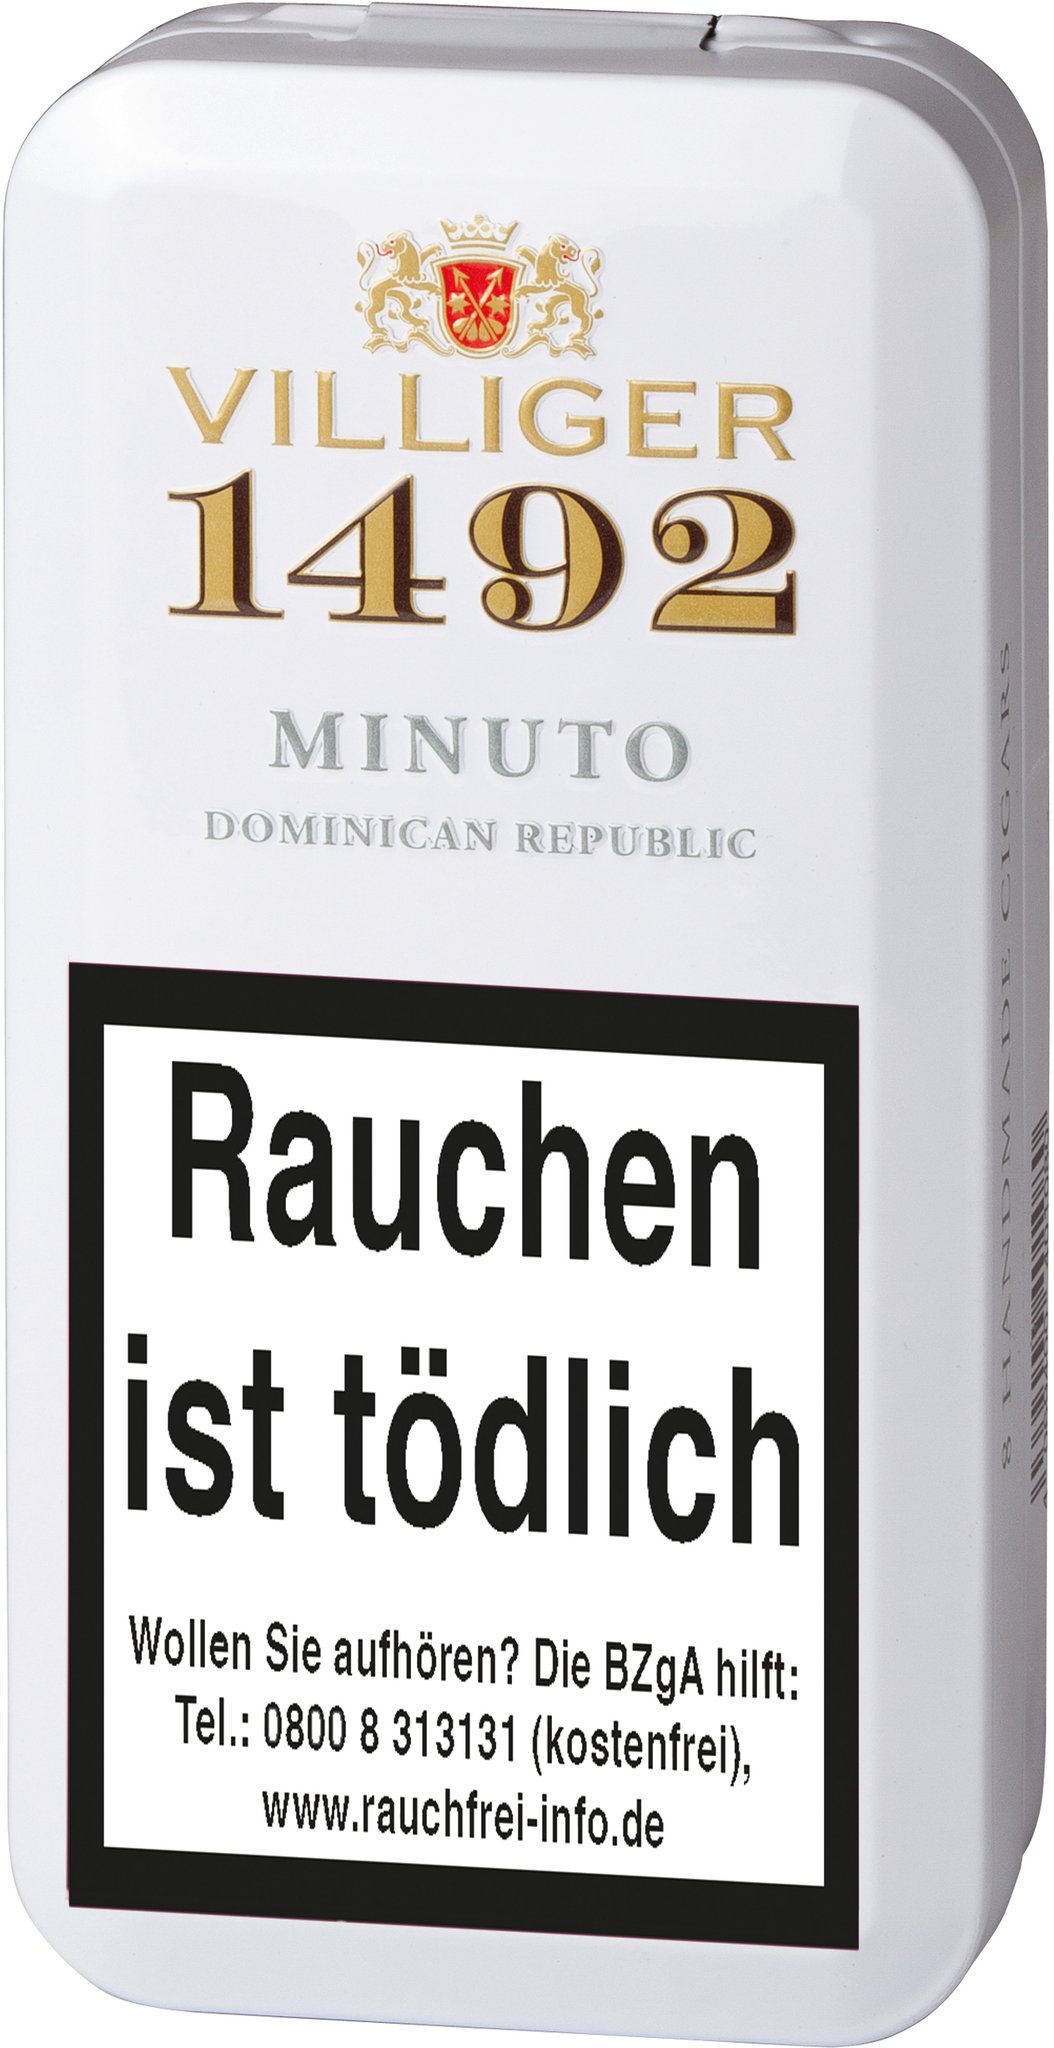 VILLIGER
1492
MINUTO
DOMINICAN REPUBLIC
Rauchen
ist tödlich
Wollen Sie aufhören? Die BZgA hilft:
Tel.: 0800 8 313131 (kostenfrei),
www.rauchfrei-info.de
8 HANDMADE CIGARS